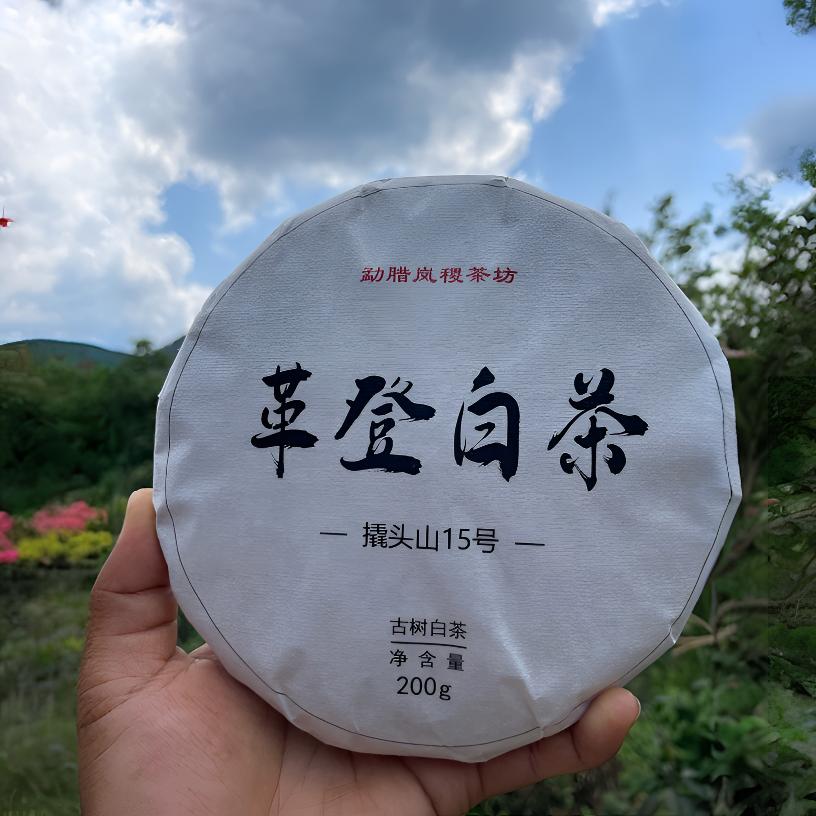 勐腊岚稷茶坊
革登白茶
— 撬头山15号 —
古树白茶
净含量
200g